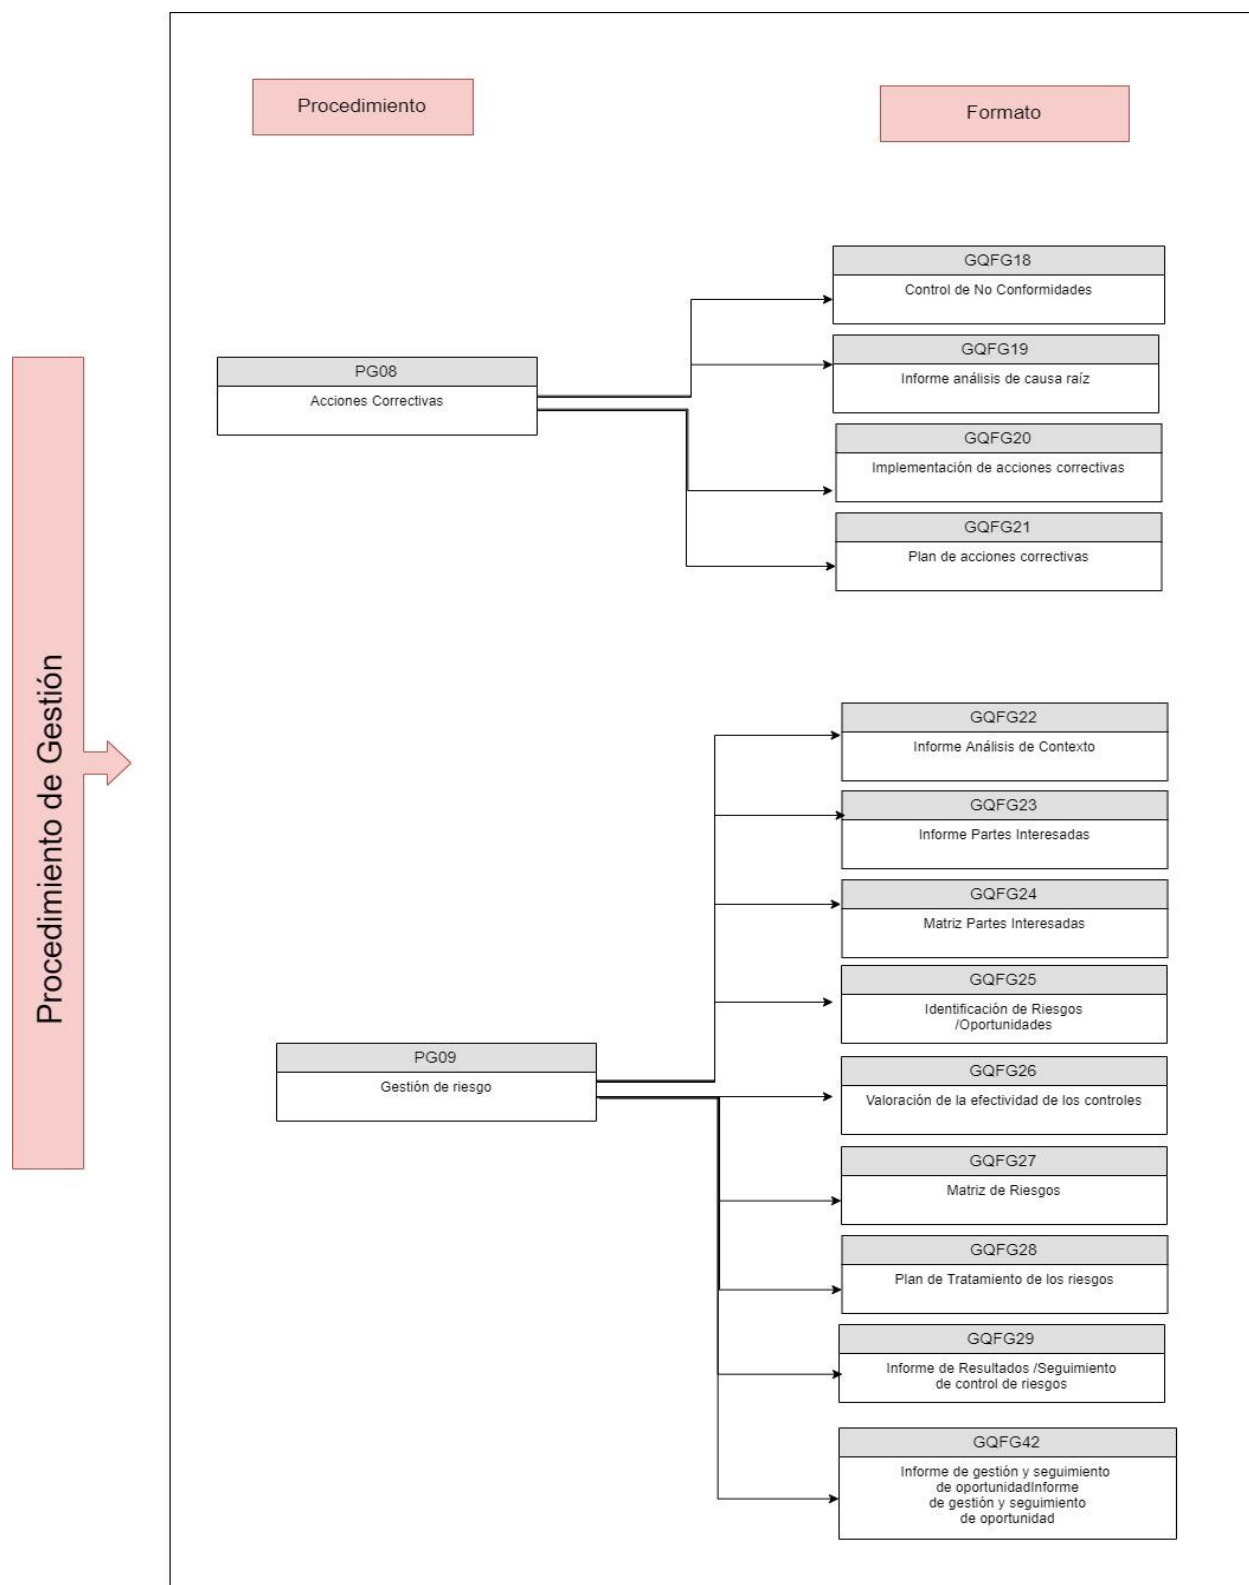 Procedimiento de Gestión
Procedimiento
Formato
PG08
Acciones Correctivas
GQFG18
Control de No Conformidades
GQFG19
Informe análisis de causa raíz
GQFG20
Implementación de acciones correctivas
GQFG21
Plan de acciones correctivas
PG09
Gestión de riesgo
GQFG22
Informe Análisis de Contexto
GQFG23
Informe Partes Interesadas
GQFG24
Matriz Partes Interesadas
GQFG25
Identificación de Riesgos
/Oportunidades
GQFG26
Valoración de la efectividad de los controles
GQFG27
Matriz de Riesgos
GQFG28
Plan de Tratamiento de los riesgos
GQFG29
Informe de Resultados /Seguimiento
de control de riesgos
GQFG42
Informe de gestión y seguimiento
de oportunidadInforme
de gestión y seguimiento
de oportunidad